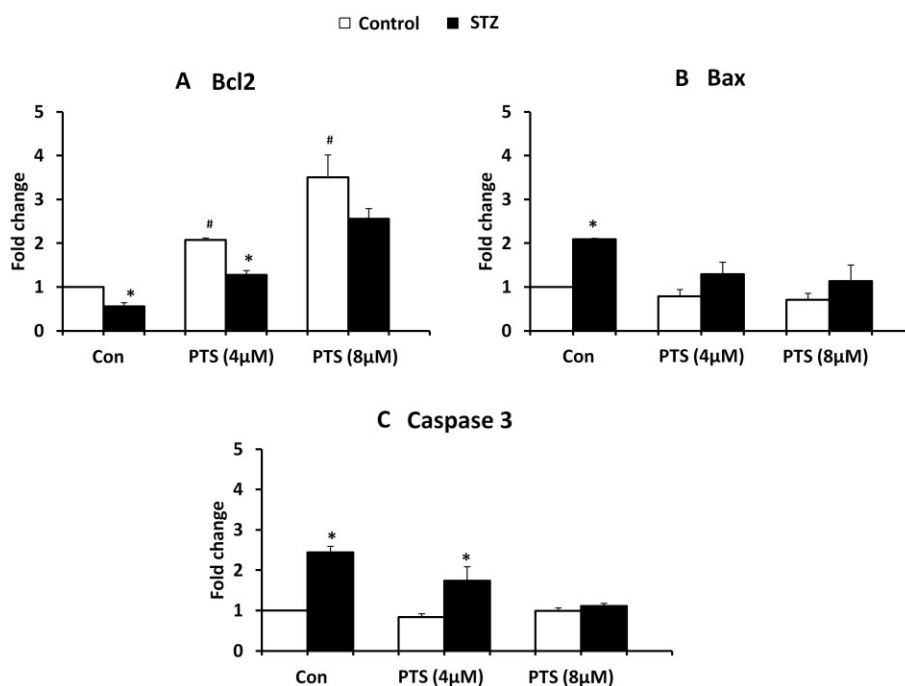 Control STZ
A Bcl2
Fold change
5
4
3
2
1
0
#
#
*
*
Con PTS (4µM) PTS (8µM)
B Bax
Fold change
5
4
3
2
1
0
*
Con PTS (4µM) PTS (8µM)
C Caspase 3
Fold change
5
4
3
2
1
0
*
*
Con PTS (4µM) PTS (8µM)